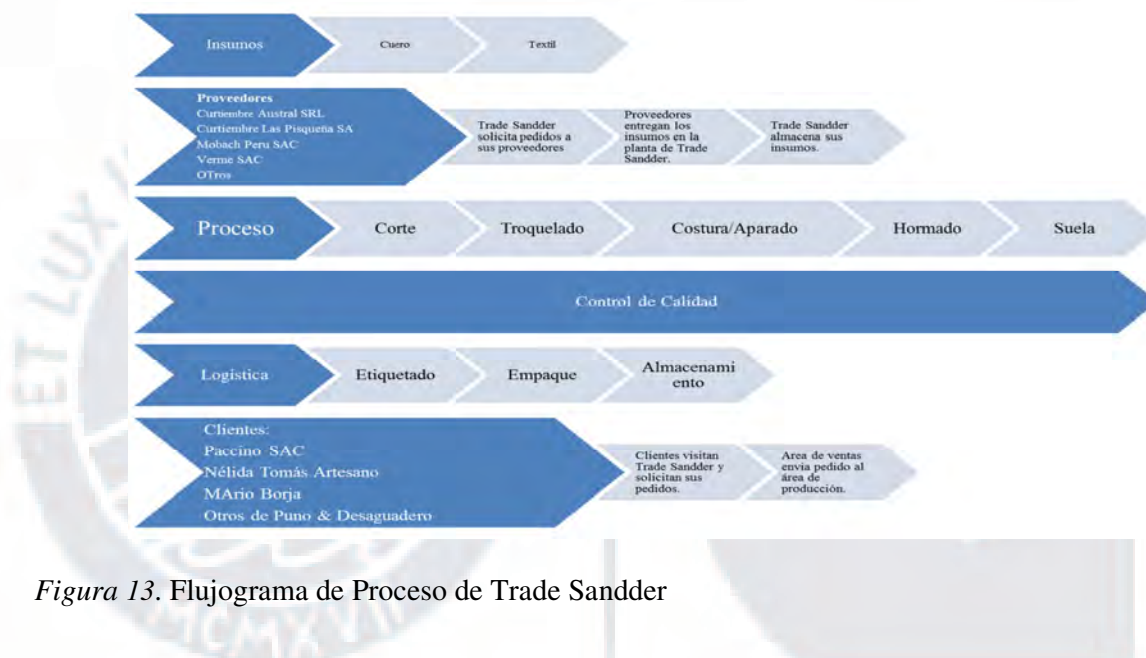 Insumos
Cuero
Textil
Proveedores
Curtiembre Austral SRL
Curtiembre Las Pisqueña SA
Mobach Peru SAC
Verme SAC
OTros
Trade Sandder
solicita pedidos a
sus proveedores
Proveedores
entregan los
insumos en la
planta de Trade
Sandder.
Trade Sandder
almacena sus
insumos.
Proceso
Corte
Troquelado
Costura/Aparado
Hormado
Suela
Control de Calidad
Logística
Etiquetado
Empaque
Almacenami
ento
Clientes:
Paccino SAC
Nélida Tomás Artesano
MArio Borja
Otros de Puno & Desaguadero
Clientes visitan
Trade Sandder y
solicitan sus
pedidos.
Area de ventas
envia pedido al
área de
producción.
ET LUX
MCMXVII
Figura 13. Flujograma de Proceso de Trade Sandder